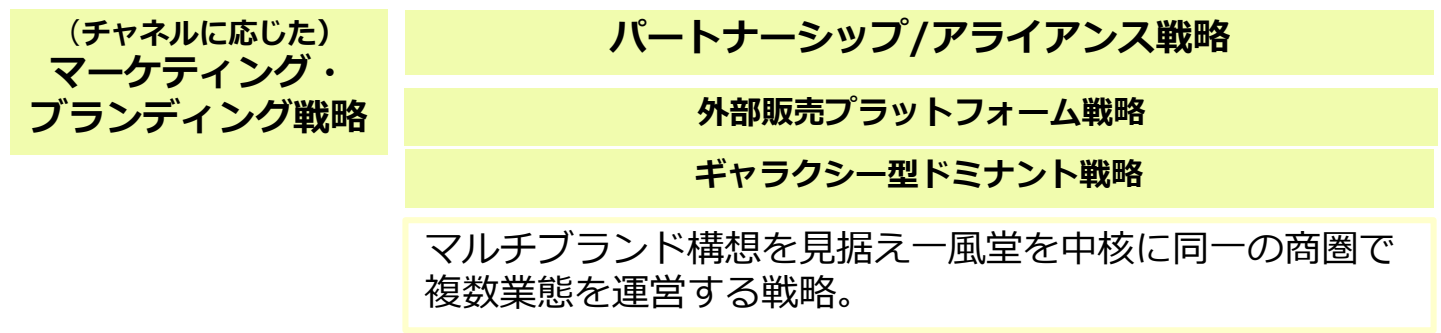 （チャネルに応じた）
マーケティング・
ブランディング戦略
パートナーシップ/アライアンス戦略
外部販売プラットフォーム戦略
ギャラクシー型ドミナント戦略
マルチブランド構想を見据え一風堂を中核に同一の商圏で
複数業態を運営する戦略。